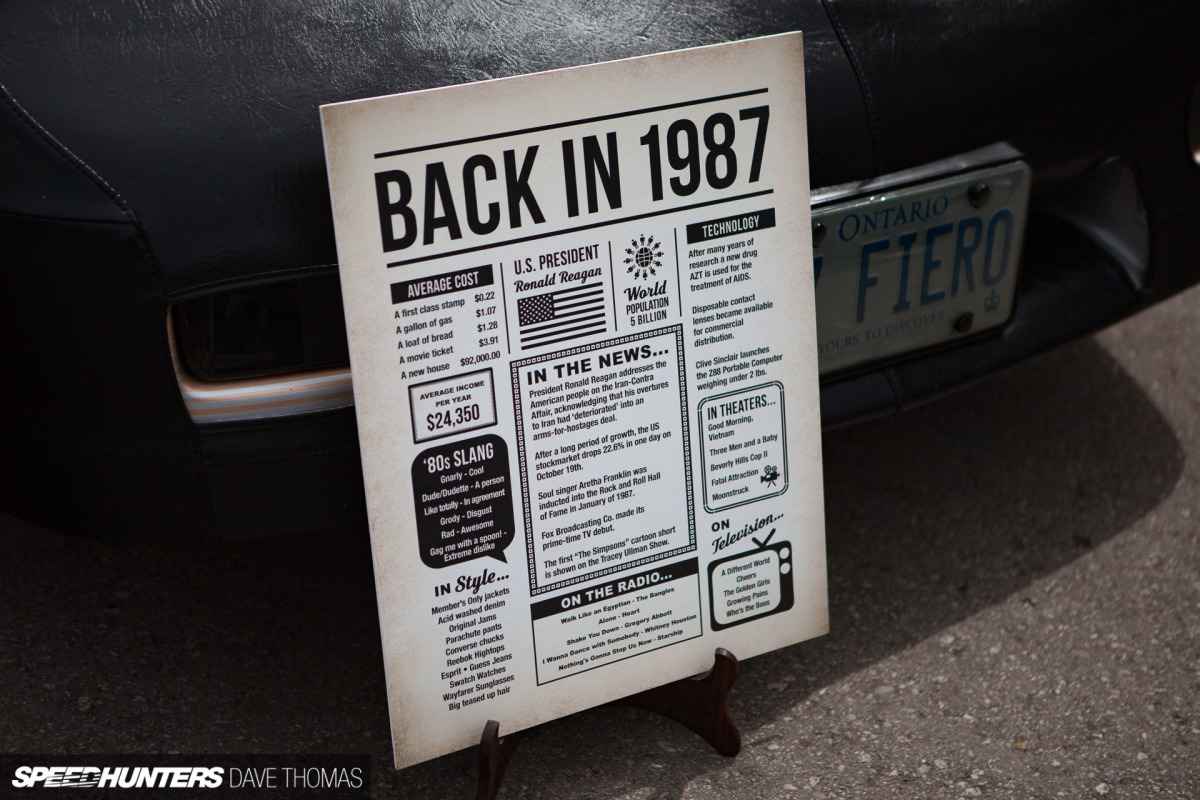 BACK IN 1987
AVERAGE COST
A first class stamp $0.22
A gallon of gas $1.07
A loaf of bread $1.28
A movie ticket $3.91
A new house $92,000.00
AVERAGE INCOME
PER YEAR
$24,350
'80s SLANG
Gnarly - Cool
Dude/Dudette - A person
Like totally - In agreement
Grody - Disgust
Rad - Awesome
Gag me with a spoon! -
Extreme dislike
IN Style...
Member's Only jackets
Acid washed denim
Original Jams
Parachute pants
Converse chucks
Reebok Hightops
Esprit • Guess Jeans
Swatch Watches
Wayfarer Sunglasses
Big teased up hair
U.S. PRESIDENT
Ronald Reagan
World
POPULATION
5 BILLION
IN THE NEWS...
President Ronald Reagan addresses the
American people on the Iran-Contra
Affair, acknowledging that his overtures
to Iran had 'deteriorated' into an
arms-for-hostages deal.
After a long period of growth, the US
stockmarket drops 22.6% in one day on
October 19th.
Soul singer Aretha Franklin was
inducted into the Rock and Roll Hall
of Fame in January of 1987.
Fox Broadcasting Co. made its
prime-time TV debut.
The first "The Simpsons" cartoon short
is shown on the Tracey Ullman Show.
ON THE RADIO...
Walk Like an Egyptian - The Bangles
Alone - Heart
Shake You Down - Gregory Abbott
I Wanna Dance with Somebody - Whitney Houston
Nothing's Gonna Stop Us Now - Starship
TECHNOLOGY
After many years of
research a new drug
AZT is used for the
treatment of AIDS.
Disposable contact
lenses became available
for commercial
distribution.
Clive Sinclair launches
the Z88 Portable Computer
weighing under 2 lbs.
IN THEATERS...
Good Morning,
Vietnam
Three Men and a Baby
Beverly Hills Cop II
Fatal Attraction
Moonstruck
ON
Television...
A Different World
Cheers
The Golden Girls
Growing Pains
Who's the Boss
ONTARIO
FIERO
YOURS TO DISCOVER
SPEEDHUNTERS DAVE THOMAS